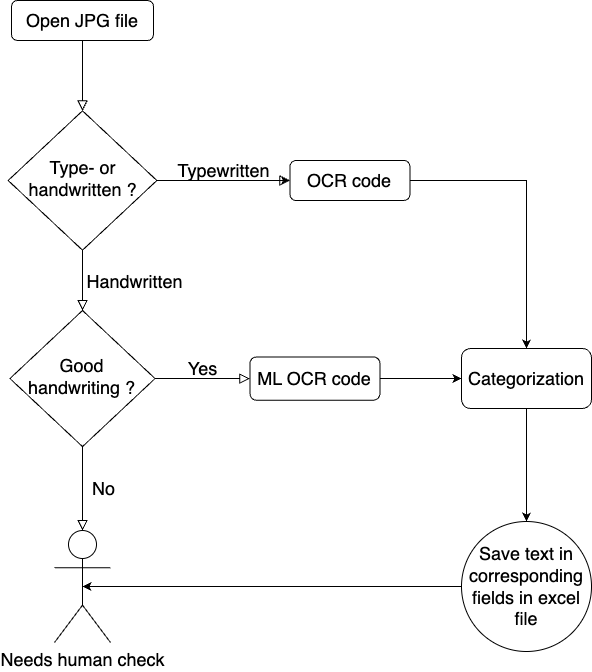 Open JPG file
Type- or
handwritten ?
Typewritten
OCR code
Handwritten
Good
handwriting ?
Yes
ML OCR code
Categorization
No
Save text in
corresponding
fields in excel
file
Needs human check